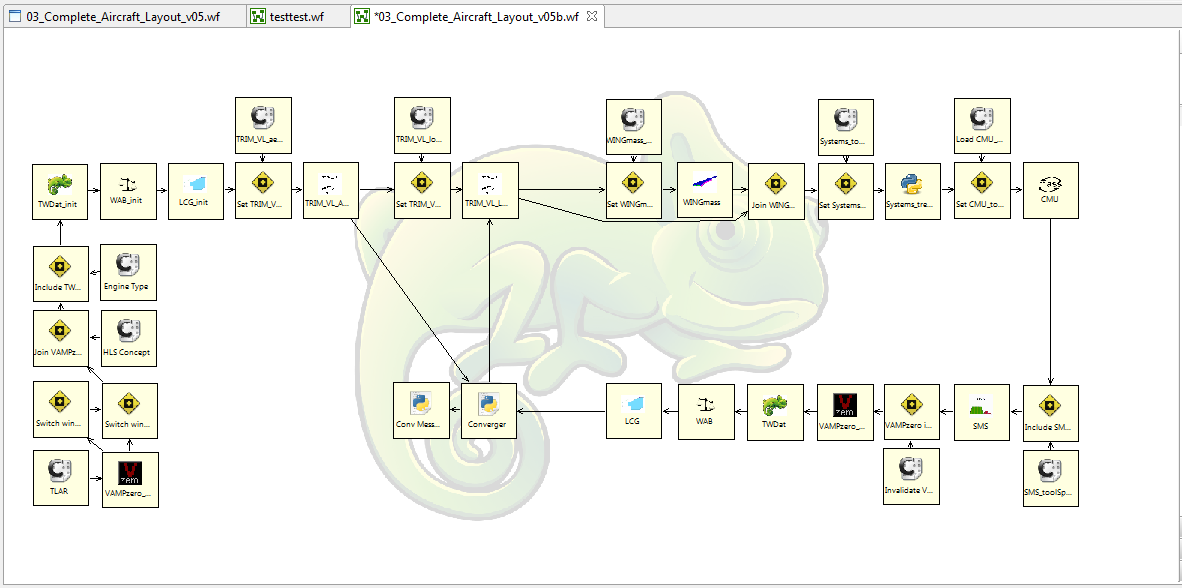 03_Complete_Aircraft_Layout_v05.wf
testtest.wf
*03_Complete_Aircraft_Layout_v05b.wf
TRIM_VL_ae...
TRIM_VL_lo...
WINGmass_...
Systems_to...
Load CMU_...
TWDat_init
WAB_init
LCG_init
Set TRIM_V...
TRIM_VL_A...
Set TRIM_V...
TRIM_VL_L...
Set WINGm...
WINGmass
Join WING...
Set Systems...
Systems_tre...
Set CMU_to...
CMU
Include TW...
Engine Type
Join VAMPz...
HLS Concept
Switch win...
Switch win...
Conv Mess...
Converger
LCG
WAB
TWDat
zem
VAMPzero_...
VAMPzero i...
SMS
Include SM...
TLAR
zem
VAMPzero_...
Invalidate V...
SMS_toolSp...